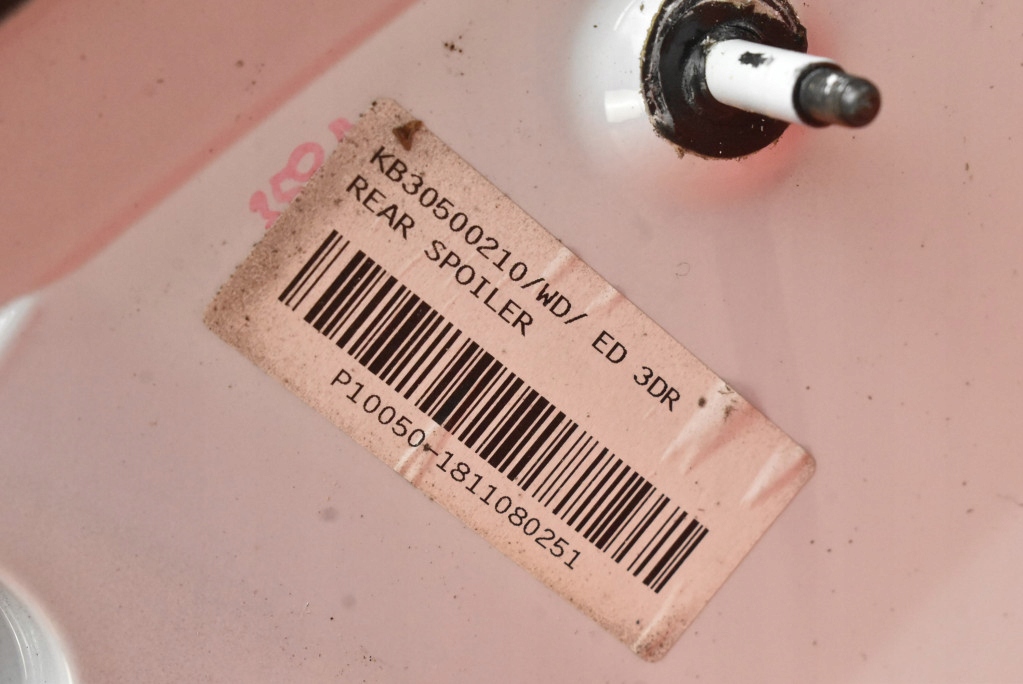 KB30500210/WD/ ED 3DR
REAR SPOILER
P10050-1811080251